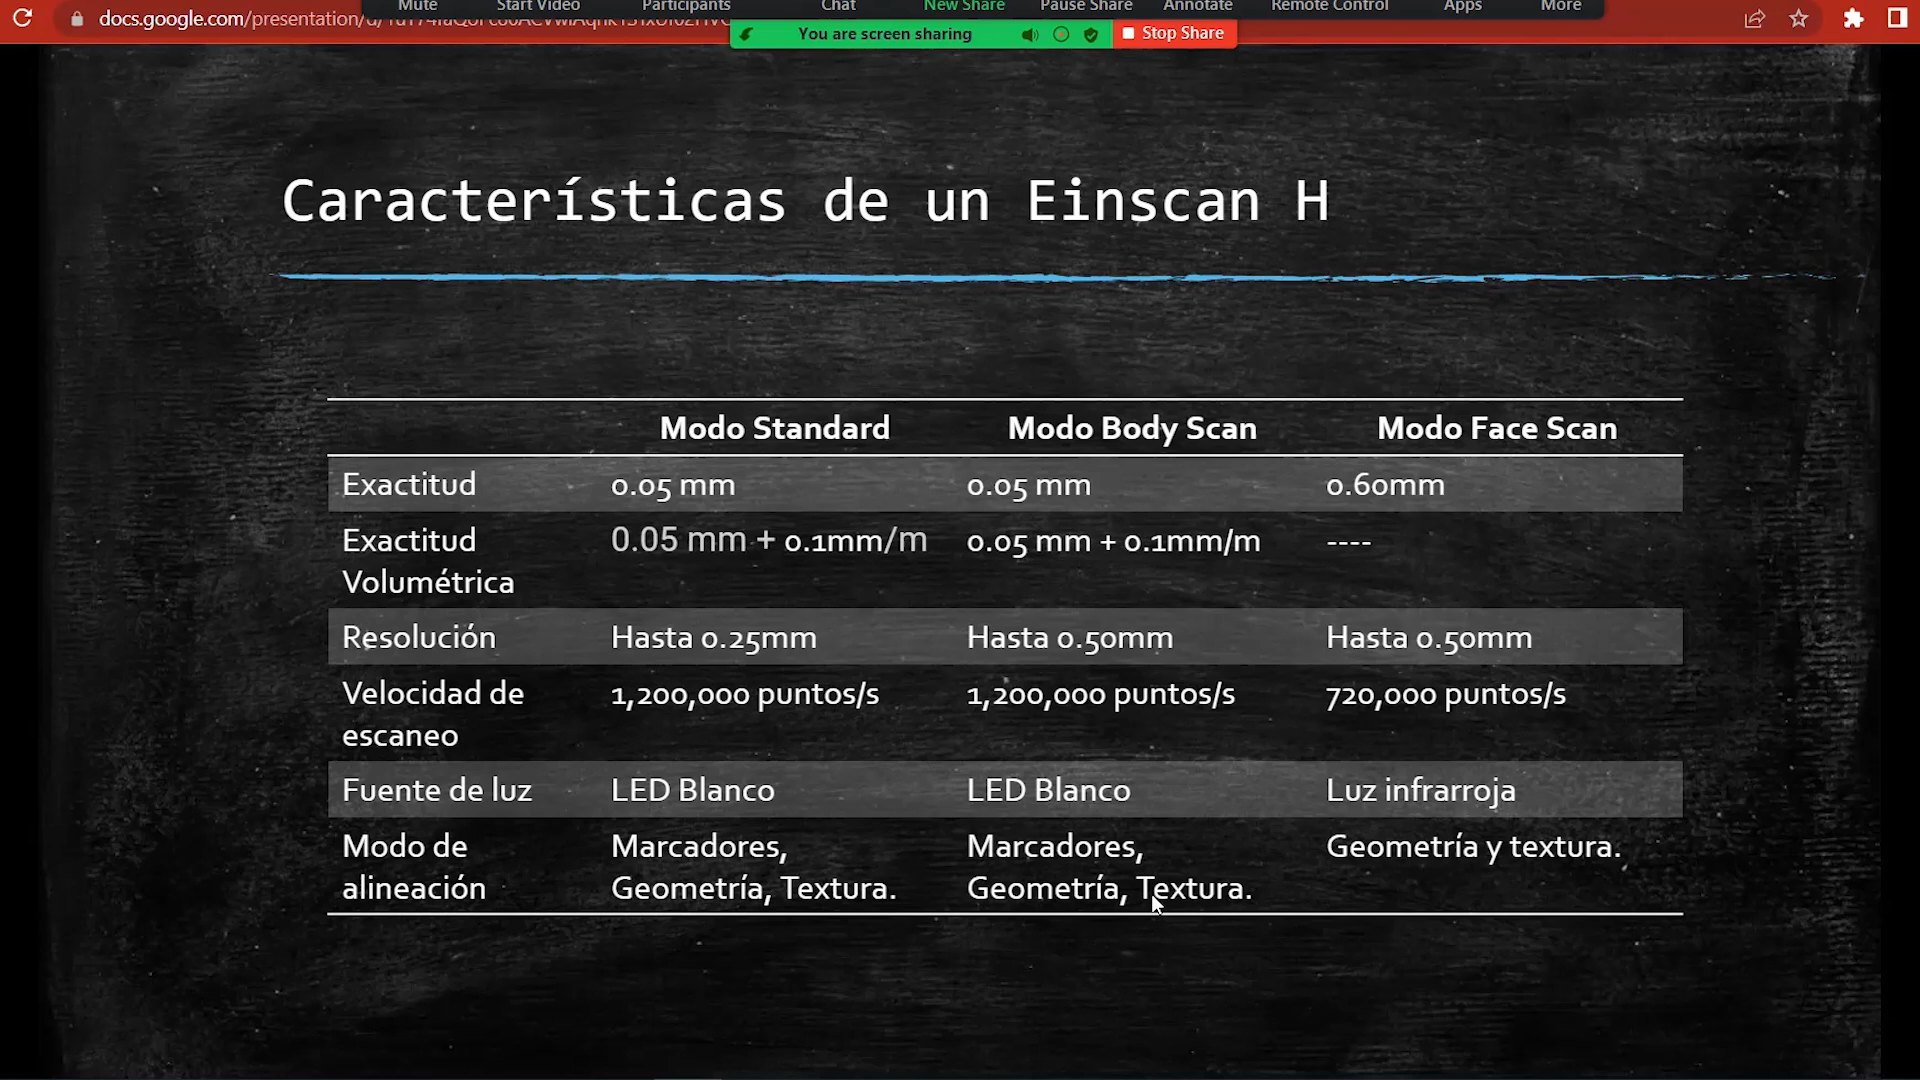 Mute Start Video Participants Chat New Share Pause Share Annotate Remote Control Apps More
docs.google.com/presentation/
You are screen sharing Stop Share
Características de un Einscan H
Modo Standard Modo Body Scan Modo Face Scan
Exactitud 0.05 mm 0.05 mm 0.60mm
Exactitud 0.05 mm + 0.1mm/m 0.05 mm + 0.1mm/m ----
Volumétrica
Resolución Hasta 0.25mm Hasta 0.50mm Hasta 0.50mm
Velocidad de 1,200,000 puntos/s 1,200,000 puntos/s 720,000 puntos/s
escaneo
Fuente de luz LED Blanco LED Blanco Luz infrarroja
Modo de Marcadores, Marcadores, Geometría y textura.
alineación Geometría, Textura. Geometría, Textura.